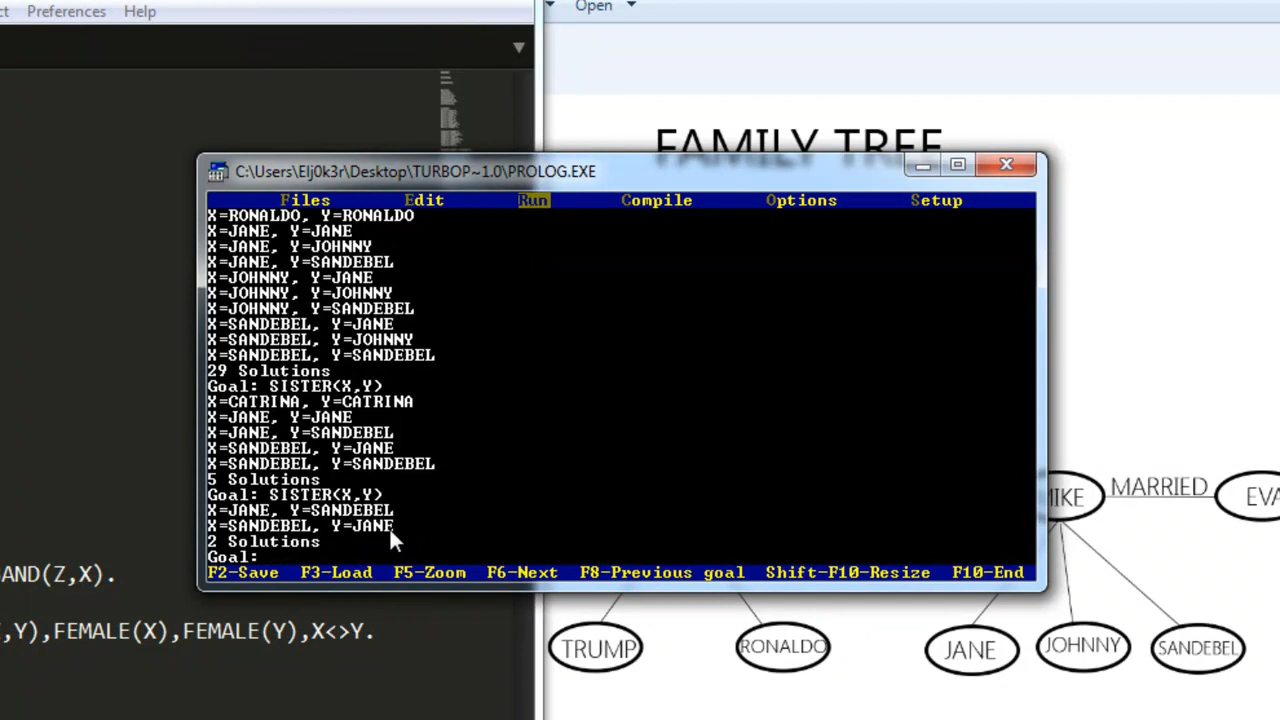 ct Preferences Help
Open
FAMILY TREE
C:\Users\Elj0k3r\Desktop\TURBOP~1.0\PROLOG.EXE
Files Edit Run Compile Options Setup
X=RONALDO, Y=RONALDO
X=JANE, Y=JANE
X=JANE, Y=JOHNNY
X=JANE, Y=SANDEBEL
X=JOHNNY, Y=JANE
X=JOHNNY, Y=JOHNNY
X=JOHNNY, Y=SANDEBEL
X=SANDEBEL, Y=JANE
X=SANDEBEL, Y=JOHNNY
X=SANDEBEL, Y=SANDEBEL
29 Solutions
Goal: SISTER(X,Y)
X=CATRINA, Y=CATRINA
X=JANE, Y=JANE
X=JANE, Y=SANDEBEL
X=SANDEBEL, Y=JANE
X=SANDEBEL, Y=SANDEBEL
5 Solutions
Goal: SISTER(X,Y)
X=JANE, Y=SANDEBEL
X=SANDEBEL, Y=JANE
2 Solutions
Goal:
F2-Save F3-Load F5-Zoom F6-Next F8-Previous goal Shift-F10-Resize F10-End
MIKE MARRIED EVA
AND(Z,X).
,Y),FEMALE(X),FEMALE(Y),X<>Y.
TRUMP RONALDO JANE JOHNNY SANDEBEL